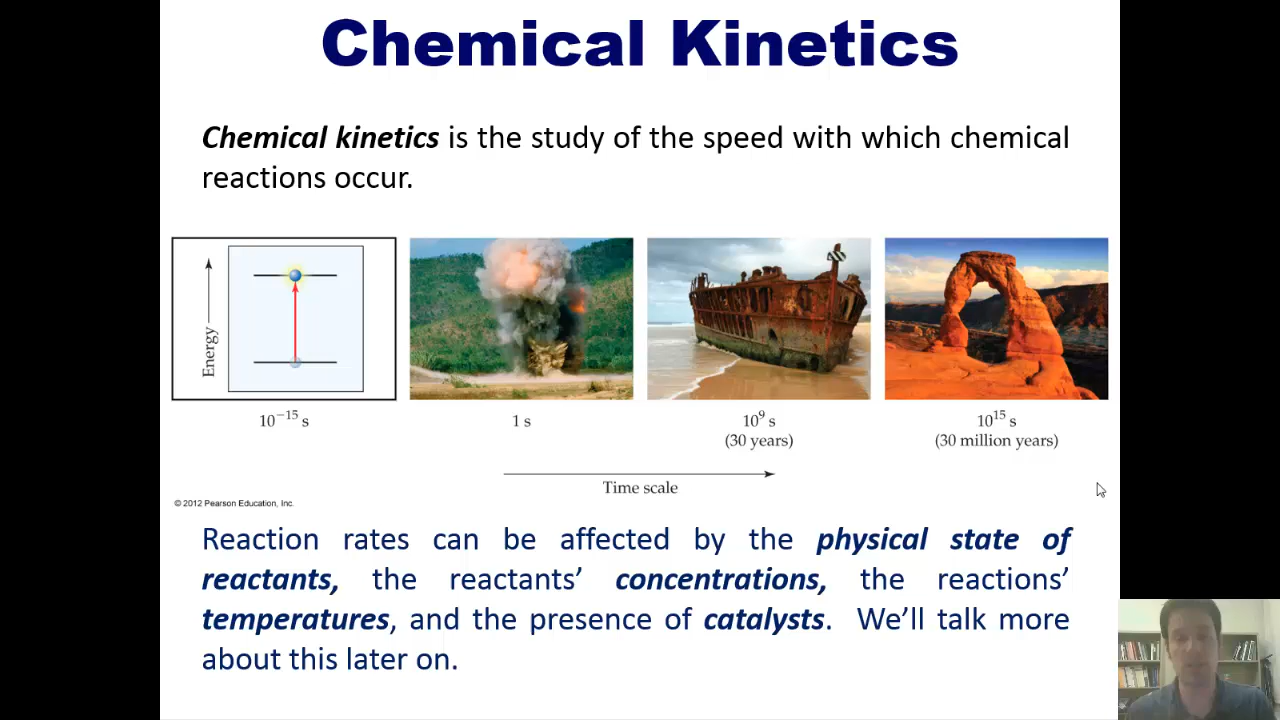 Chemical Kinetics
Chemical kinetics is the study of the speed with which chemical
reactions occur.
Energy
10⁻¹⁵ s
1 s
10⁹ s
(30 years)
10¹⁵ s
(30 million years)
Time scale
© 2012 Pearson Education, Inc.
Reaction rates can be affected by the physical state of
reactants, the reactants’ concentrations, the reactions’
temperatures, and the presence of catalysts. We’ll talk more
about this later on.